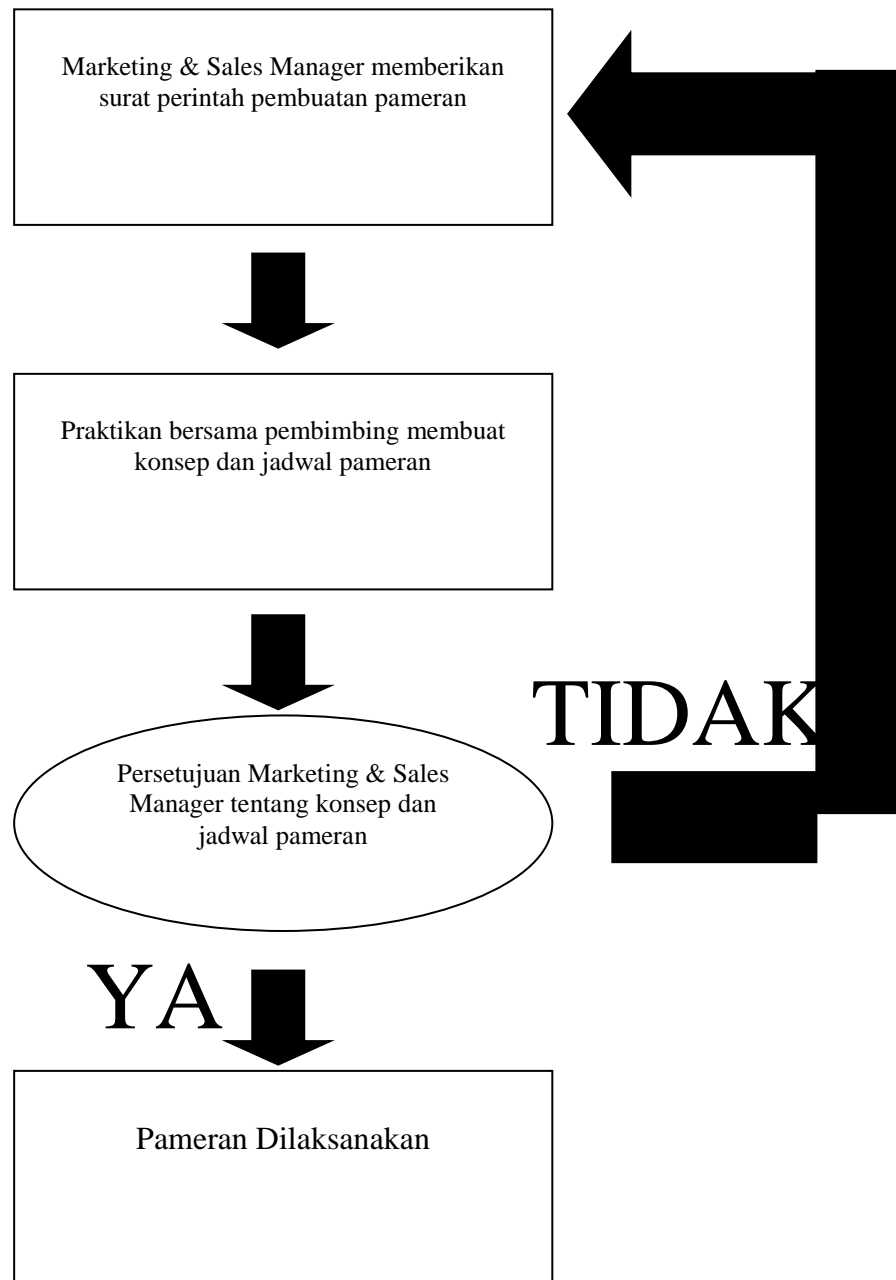 Marketing & Sales Manager memberikan
surat perintah pembuatan pameran
Praktikan bersama pembimbing membuat
konsep dan jadwal pameran
TIDAK
Persetujuan Marketing & Sales
Manager tentang konsep dan
jadwal pameran
YA
Pameran Dilaksanakan